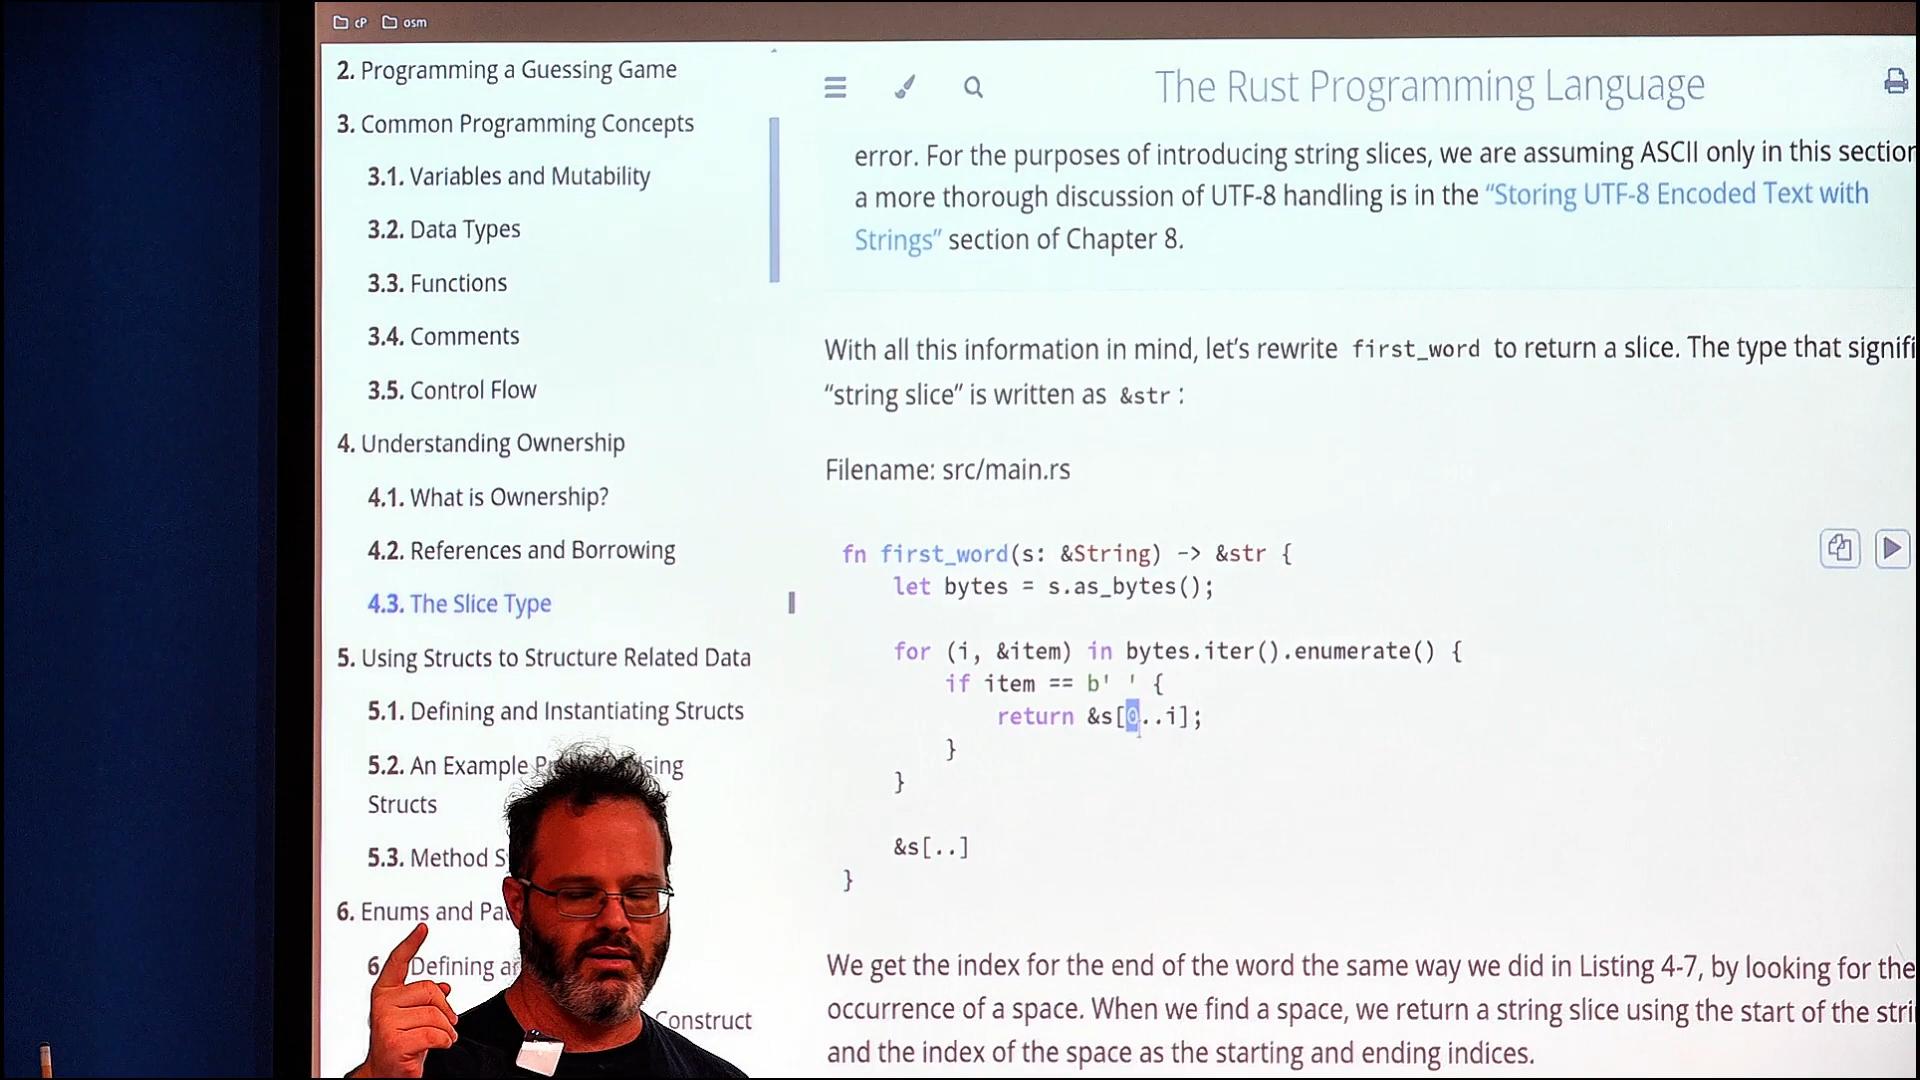 cP osm
2. Programming a Guessing Game
3. Common Programming Concepts
3.1. Variables and Mutability
3.2. Data Types
3.3. Functions
3.4. Comments
3.5. Control Flow
4. Understanding Ownership
4.1. What is Ownership?
4.2. References and Borrowing
4.3. The Slice Type
5. Using Structs to Structure Related Data
5.1. Defining and Instantiating Structs
5.2. An Example
Structs
5.3. Method
6. Enums and
Defining
Construct
The Rust Programming Language
error. For the purposes of introducing string slices, we are assuming ASCII only in this section
a more thorough discussion of UTF-8 handling is in the “Storing UTF-8 Encoded Text with
Strings” section of Chapter 8.
With all this information in mind, let’s rewrite first_word to return a slice. The type that signifi
“string slice” is written as &str:
Filename: src/main.rs
fn first_word(s: &String) -> &str {
let bytes = s.as_bytes();
for (i, &item) in bytes.iter().enumerate() {
if item == b' ' {
return &s[0..i];
}
}
&s[..]
}
We get the index for the end of the word the same way we did in Listing 4-7, by looking for the
occurrence of a space. When we find a space, we return a string slice using the start of the stri
and the index of the space as the starting and ending indices.